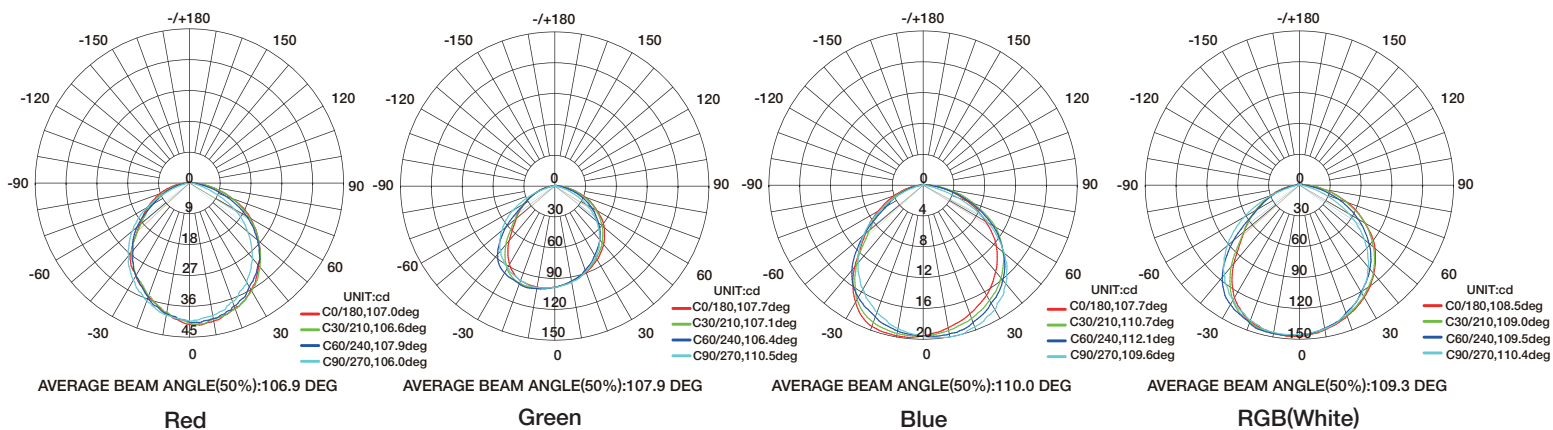 -/+180
-150
150
-120
120
-90
90
0
9
18
27
36
45
-60
60
-30
30
0
UNIT:cd
C0/180,107.0deg
C30/210,106.6deg
C60/240,107.9deg
C90/270,106.0deg
AVERAGE BEAM ANGLE(50%):106.9 DEG
Red
-/+180
-150
150
-120
120
-90
90
0
30
60
90
120
150
-60
60
-30
30
0
UNIT:cd
C0/180,107.7deg
C30/210,107.1deg
C60/240,106.4deg
C90/270,110.5deg
AVERAGE BEAM ANGLE(50%):107.9 DEG
Green
-/+180
-150
150
-120
120
-90
90
0
4
8
12
16
20
-60
60
-30
30
0
UNIT:cd
C0/180,107.7deg
C30/210,110.7deg
C60/240,112.1deg
C90/270,109.6deg
AVERAGE BEAM ANGLE(50%):110.0 DEG
Blue
-/+180
-150
150
-120
120
-90
90
0
30
60
90
120
150
-60
60
-30
30
0
UNIT:cd
C0/180,108.5deg
C30/210,109.0deg
C60/240,109.5deg
C90/270,110.4deg
AVERAGE BEAM ANGLE(50%):109.3 DEG
RGB(White)